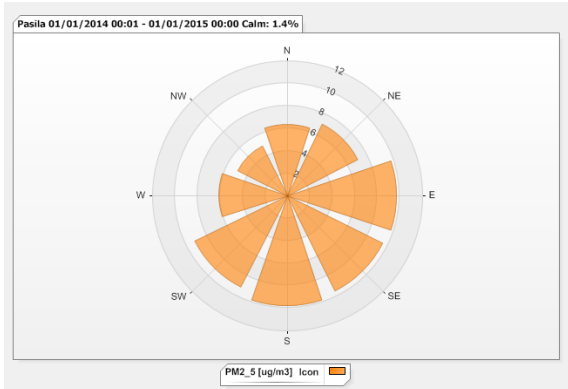 Pasila 01/01/2014 00:01 - 01/01/2015 00:00 Calm: 1.4%
N
12
10
NW
NE
8
6
4
2
W
E
SW
SE
S
PM2_5 [ug/m3] Icon